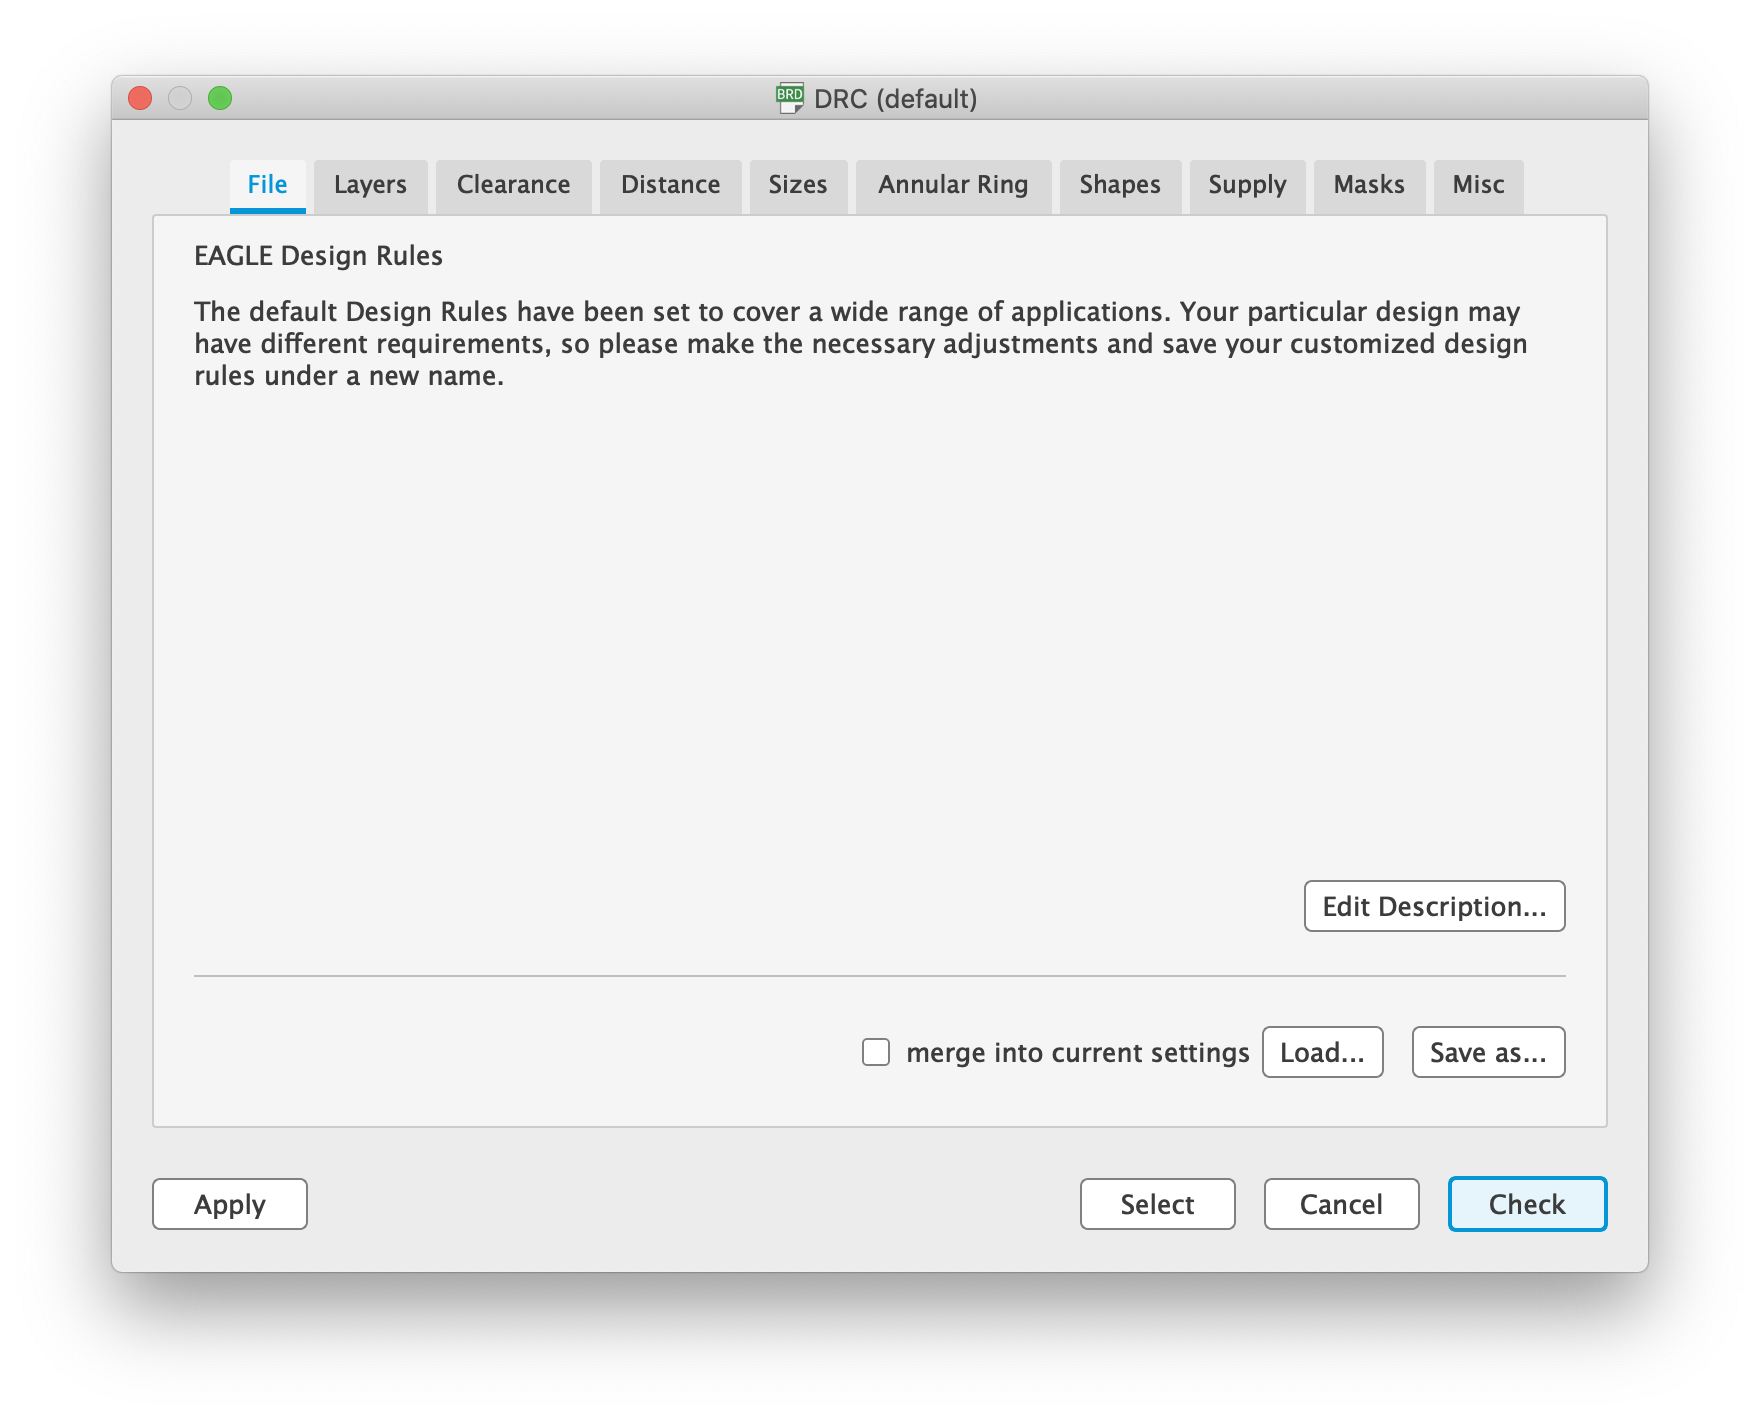 BRD DRC (default)
File Layers Clearance Distance Sizes Annular Ring Shapes Supply Masks Misc
EAGLE Design Rules
The default Design Rules have been set to cover a wide range of applications. Your particular design may
have different requirements, so please make the necessary adjustments and save your customized design
rules under a new name.
Edit Description...
merge into current settings Load... Save as...
Apply Select Cancel Check